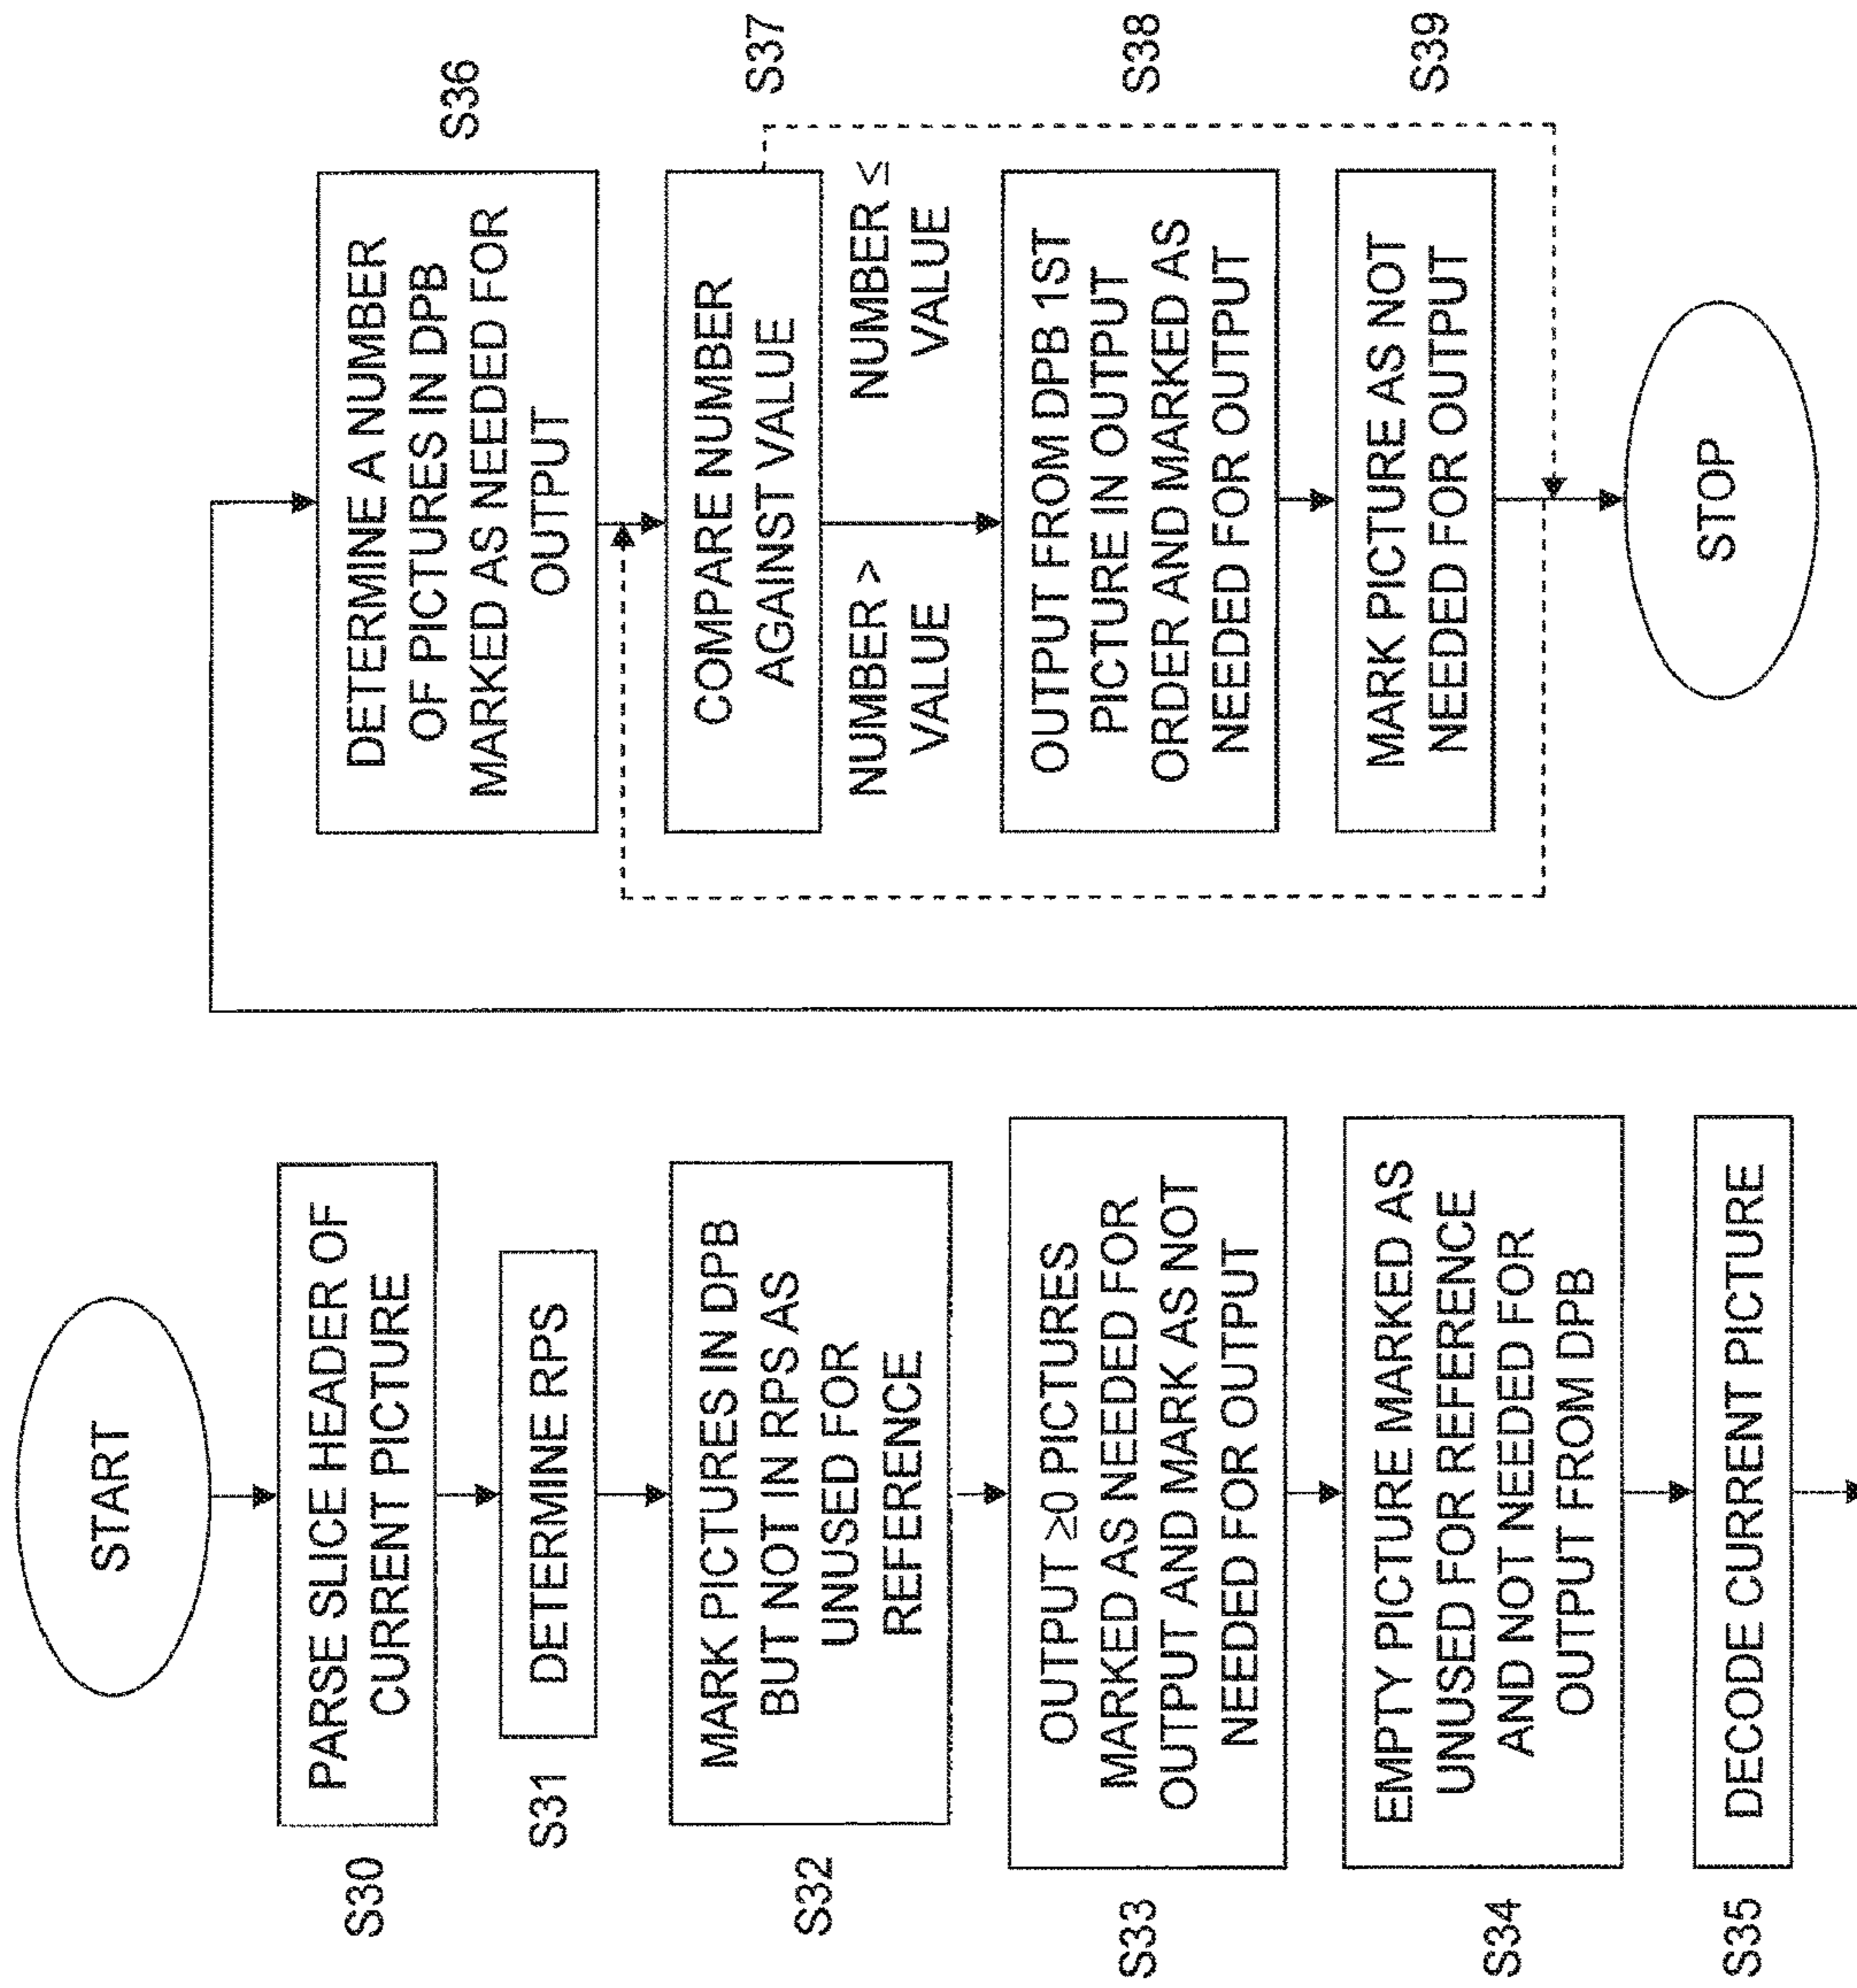 START
PARSE SLICE HEADER OF
CURRENT PICTURE
S30
DETERMINE RPS
S31
MARK PICTURES IN DPB
BUT NOT IN RPS AS
UNUSED FOR
REFERENCE
S32
OUTPUT ≥0 PICTURES
MARKED AS NEEDED FOR
OUTPUT AND MARK AS NOT
NEEDED FOR OUTPUT
S33
EMPTY PICTURE MARKED AS
UNUSED FOR REFERENCE
AND NOT NEEDED FOR
OUTPUT FROM DPB
S34
DECODE CURRENT PICTURE
S35
DETERMINE A NUMBER
OF PICTURES IN DPB
MARKED AS NEEDED FOR
OUTPUT
S36
COMPARE NUMBER
AGAINST VALUE
S37
NUMBER >
VALUE
NUMBER ≤
VALUE
OUTPUT FROM DPB 1ST
PICTURE IN OUTPUT
ORDER AND MARKED AS
NEEDED FOR OUTPUT
S38
MARK PICTURE AS NOT
NEEDED FOR OUTPUT
S39
STOP